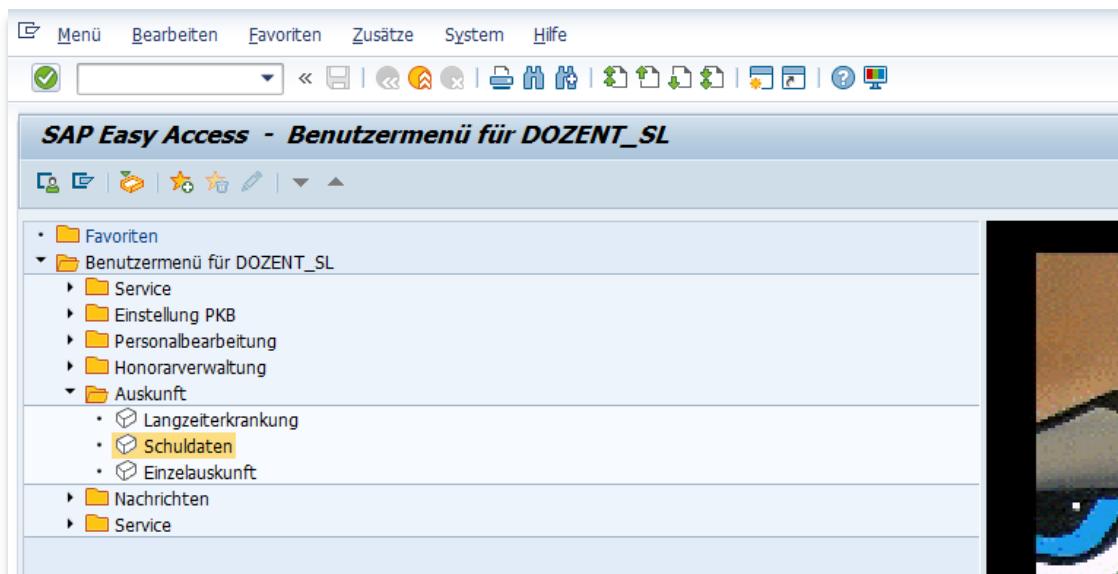 Menü Bearbeiten Favoriten Zusätze System Hilfe
SAP Easy Access - Benutzermenü für DOZENT_SL
Favoriten
Benutzermenü für DOZENT_SL
Service
Einstellung PKB
Personalbearbeitung
Honorarverwaltung
Auskunft
Langzeiterkrankung
Schuldaten
Einzelauskunft
Nachrichten
Service